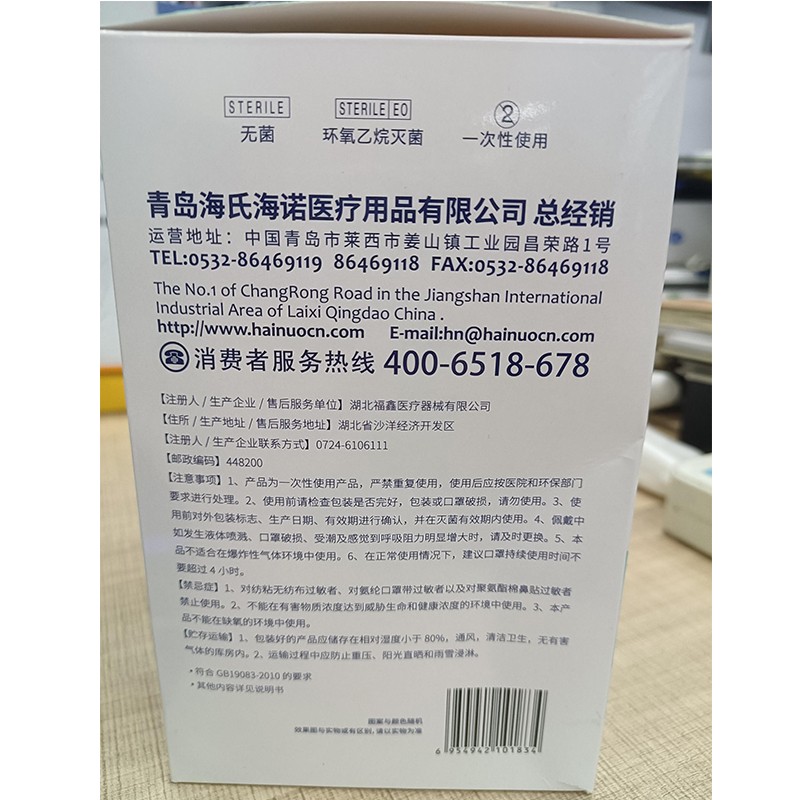 STERILE
无菌
STERILE EO
环氧乙烷灭菌
2
一次性使用
青岛海氏海诺医疗用品有限公司 总经销
运营地址：中国青岛市莱西市姜山镇工业园昌荣路1号
TEL:0532-86469119 86469118 FAX:0532-86469118
The No.1 of ChangRong Road in the Jiangshan International
Industrial Area of Laixi Qingdao China .
http://www.hainuocn.com E-mail:hn@hainuocn.com
消费者服务热线 400-6518-678
【注册人 / 生产企业 / 售后服务单位】湖北福鑫医疗器械有限公司
【住所 / 生产地址 / 售后服务地址】湖北省沙洋经济开发区
【注册人 / 生产企业联系方式】0724-6106111
【邮政编码】448200
【注意事项】1、产品为一次性使用产品，严禁重复使用，使用后应按医院和环保部门
要求进行处理。2、使用前请检查包装是否完好，包装或口罩破损，请勿使用。3、使
用前对外包装标志、生产日期、有效期进行确认，并在灭菌有效期内使用。4、佩戴中
如发生液体喷溅、口罩破损、受潮及感觉到呼吸阻力明显增大时，请及时更换。5、本
品不适合在爆炸性气体环境中使用。6、在正常使用情况下，建议口罩持续使用时间不
要超过 4 小时。
【禁忌症】1、对纺粘无纺布过敏者、对氨纶口罩带过敏者以及对聚氨酯棉鼻贴过敏者
禁止使用。2、不能在有害物质浓度达到威胁生命和健康浓度的环境中使用。3、本产
品不能在缺氧的环境中使用。
【贮存运输】1、包装好的产品应储存在相对湿度小于 80%，通风，清洁卫生，无有害
气体的库房内。2、运输过程中应防止重压、阳光直晒和雨雪浸淋。
·符合 GB19083-2010 的要求
·其他内容详见说明书
图案与颜色随机
效果图与实物或有区别,请以实物为准
6 954942 101834